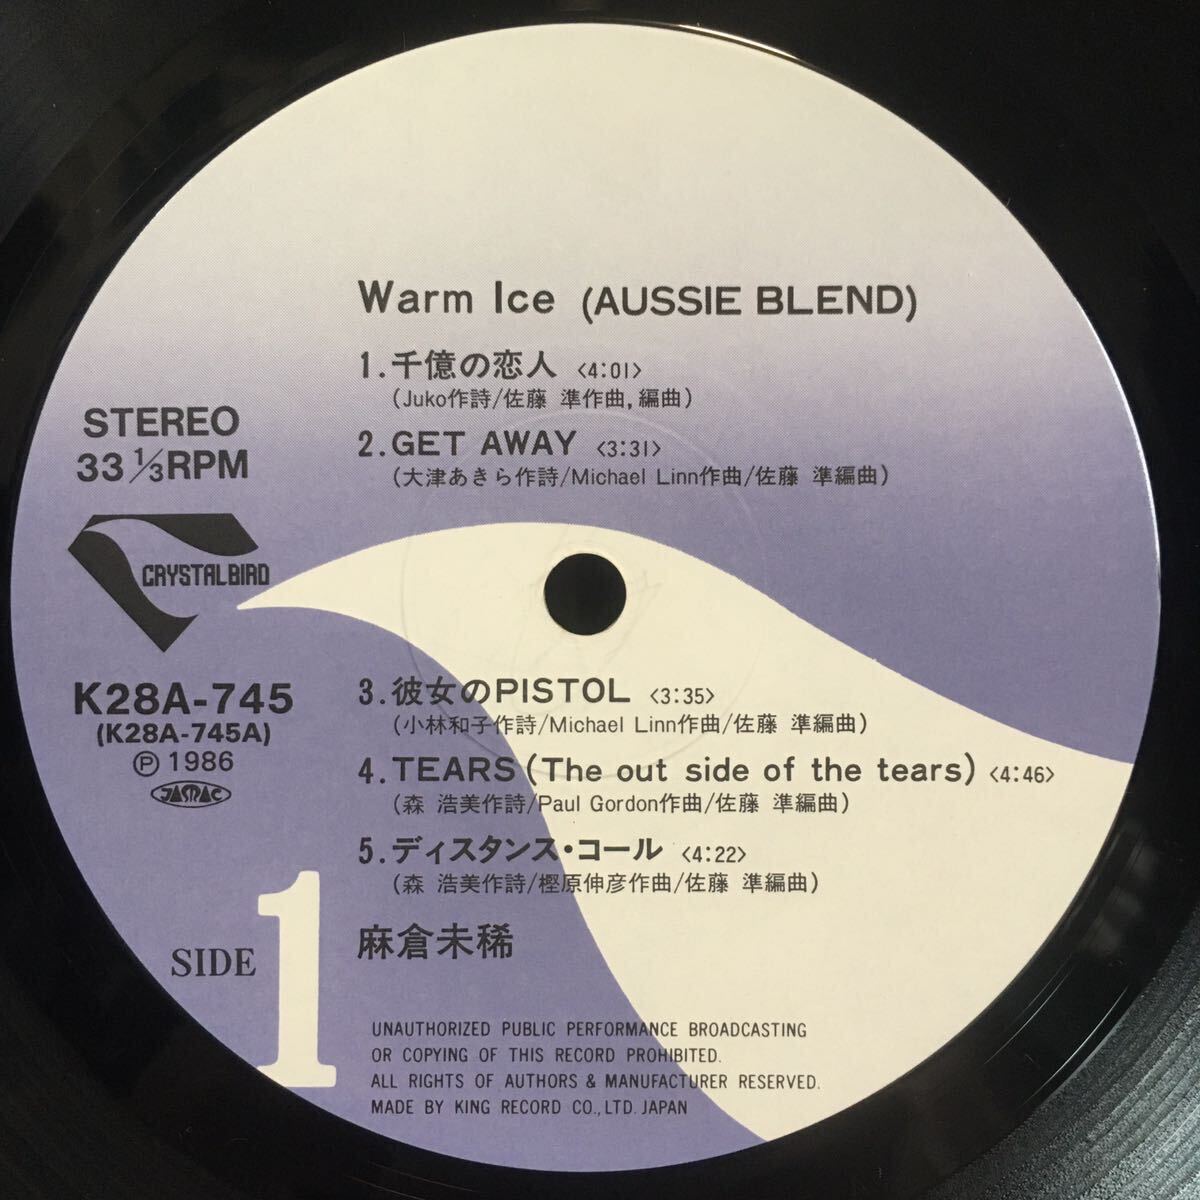 Warm Ice (AUSSIE BLEND)
1.千億の恋人 <4:01>
(Juko作詩/佐藤 準作曲,編曲)
2.GET AWAY <3:31>
(大津あきら作詩/Michael Linn作曲/佐藤 準編曲)
STEREO
33 1/3 RPM
CRYSTALBIRD
K28A-745
(K28A-745A)
Ⓟ 1986
JASRAC
3.彼女のPISTOL <3:35>
(小林和子作詩/Michael Linn作曲/佐藤 準編曲)
4.TEARS (The out side of the tears) <4:46>
(森 浩美作詩/Paul Gordon作曲/佐藤 準編曲)
5.ディスタンス・コール <4:22>
(森 浩美作詩/樫原伸彦作曲/佐藤 準編曲)
SIDE 1
麻倉未稀
UNAUTHORIZED PUBLIC PERFORMANCE BROADCASTING
OR COPYING OF THIS RECORD PROHIBITED.
ALL RIGHTS OF AUTHORS & MANUFACTURER RESERVED.
MADE BY KING RECORD CO.,LTD. JAPAN